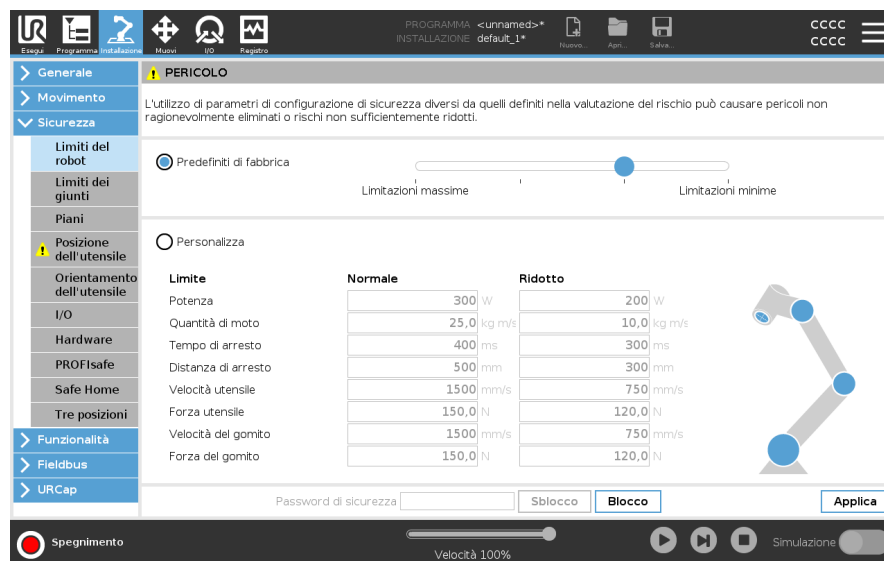 PROGRAMMA <unnamed>*
INSTALLAZIONE default_1*
Esegui Programma Installazione Muovi I/O Registro Nuovo... Apri... Salva...
CCCC
CCCC
Generale
Movimento
Sicurezza
Limiti del
robot
Limiti dei
giunti
Piani
Posizione
dell'utensile
Orientamento
dell'utensile
I/O
Hardware
PROFIsafe
Safe Home
Tre posizioni
Funzionalità
Fieldbus
URCap
PERICOLO
L'utilizzo di parametri di configurazione di sicurezza diversi da quelli definiti nella valutazione del rischio può causare pericoli non
ragionevolmente eliminati o rischi non sufficientemente ridotti.
Predefiniti di fabbrica
Limitazioni massime Limitazioni minime
Personalizza
Limite Normale Ridotto
Potenza 300 W 200 W
Quantità di moto 25,0 kg m/s 10,0 kg m/s
Tempo di arresto 400 ms 300 ms
Distanza di arresto 500 mm 300 mm
Velocità utensile 1500 mm/s 750 mm/s
Forza utensile 150,0 N 120,0 N
Velocità del gomito 1500 mm/s 750 mm/s
Forza del gomito 150,0 N 120,0 N
Password di sicurezza Sblocco Blocco Applica
Spegnimento
Velocità 100%
Simulazione